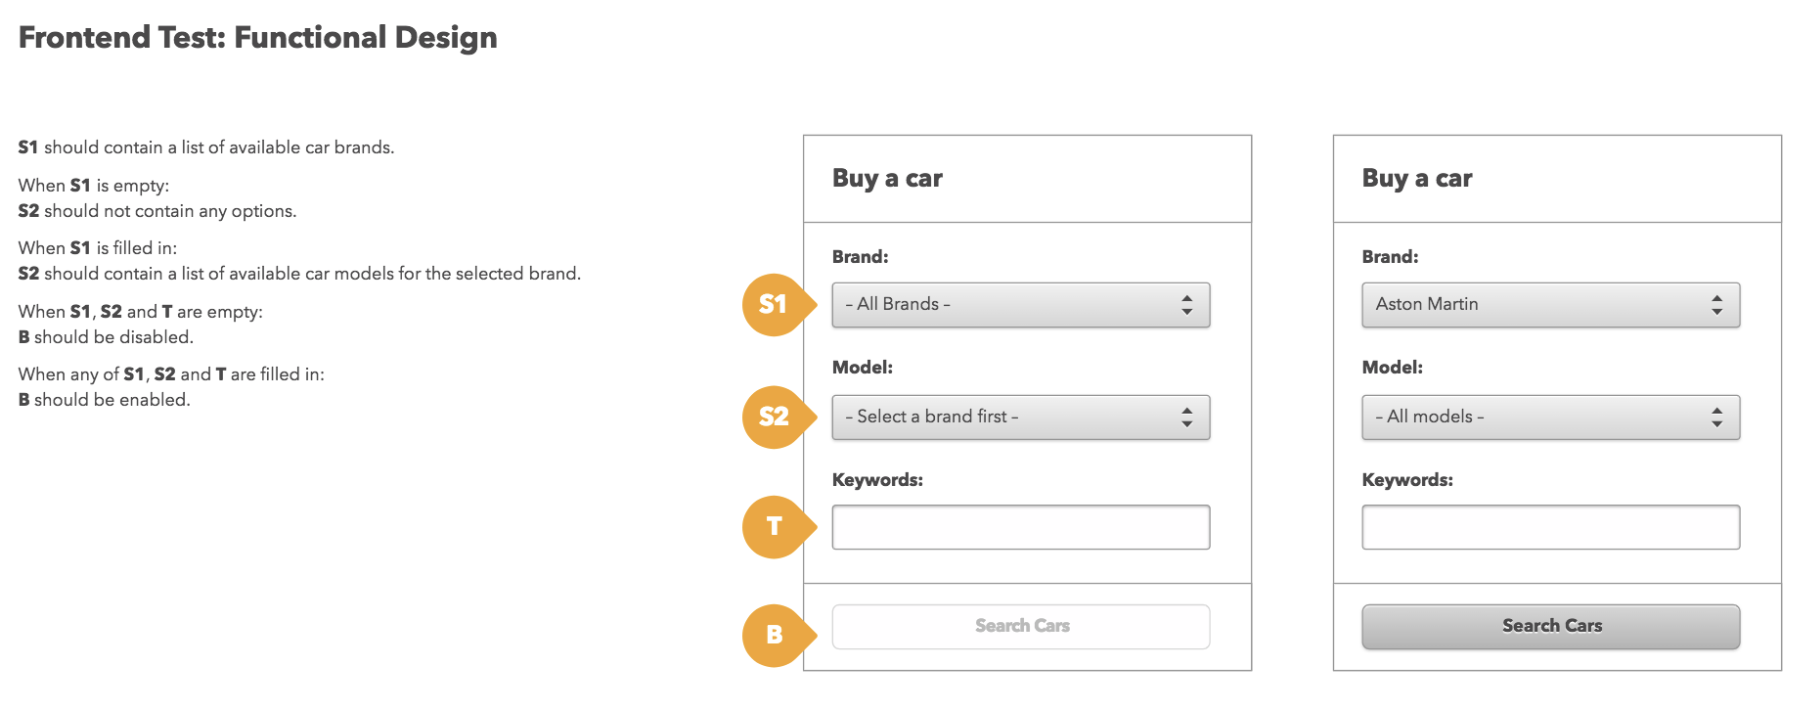 Frontend Test: Functional Design
S1 should contain a list of available car brands.
When S1 is empty:
S2 should not contain any options.
When S1 is filled in:
S2 should contain a list of available car models for the selected brand.
When S1, S2 and T are empty:
B should be disabled.
When any of S1, S2 and T are filled in:
B should be enabled.
Buy a car
Brand:
S1
– All Brands –
Model:
S2
– Select a brand first –
Keywords:
T
B
Search Cars
Buy a car
Brand:
Aston Martin
Model:
– All models –
Keywords:
Search Cars